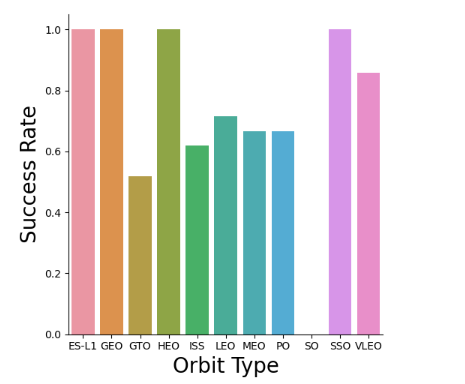 1.0
0.8
0.6
0.4
0.2
0.0
Success Rate
ES-L1 GEO GTO HEO ISS LEO MEO PO SO SSO VLEO
Orbit Type